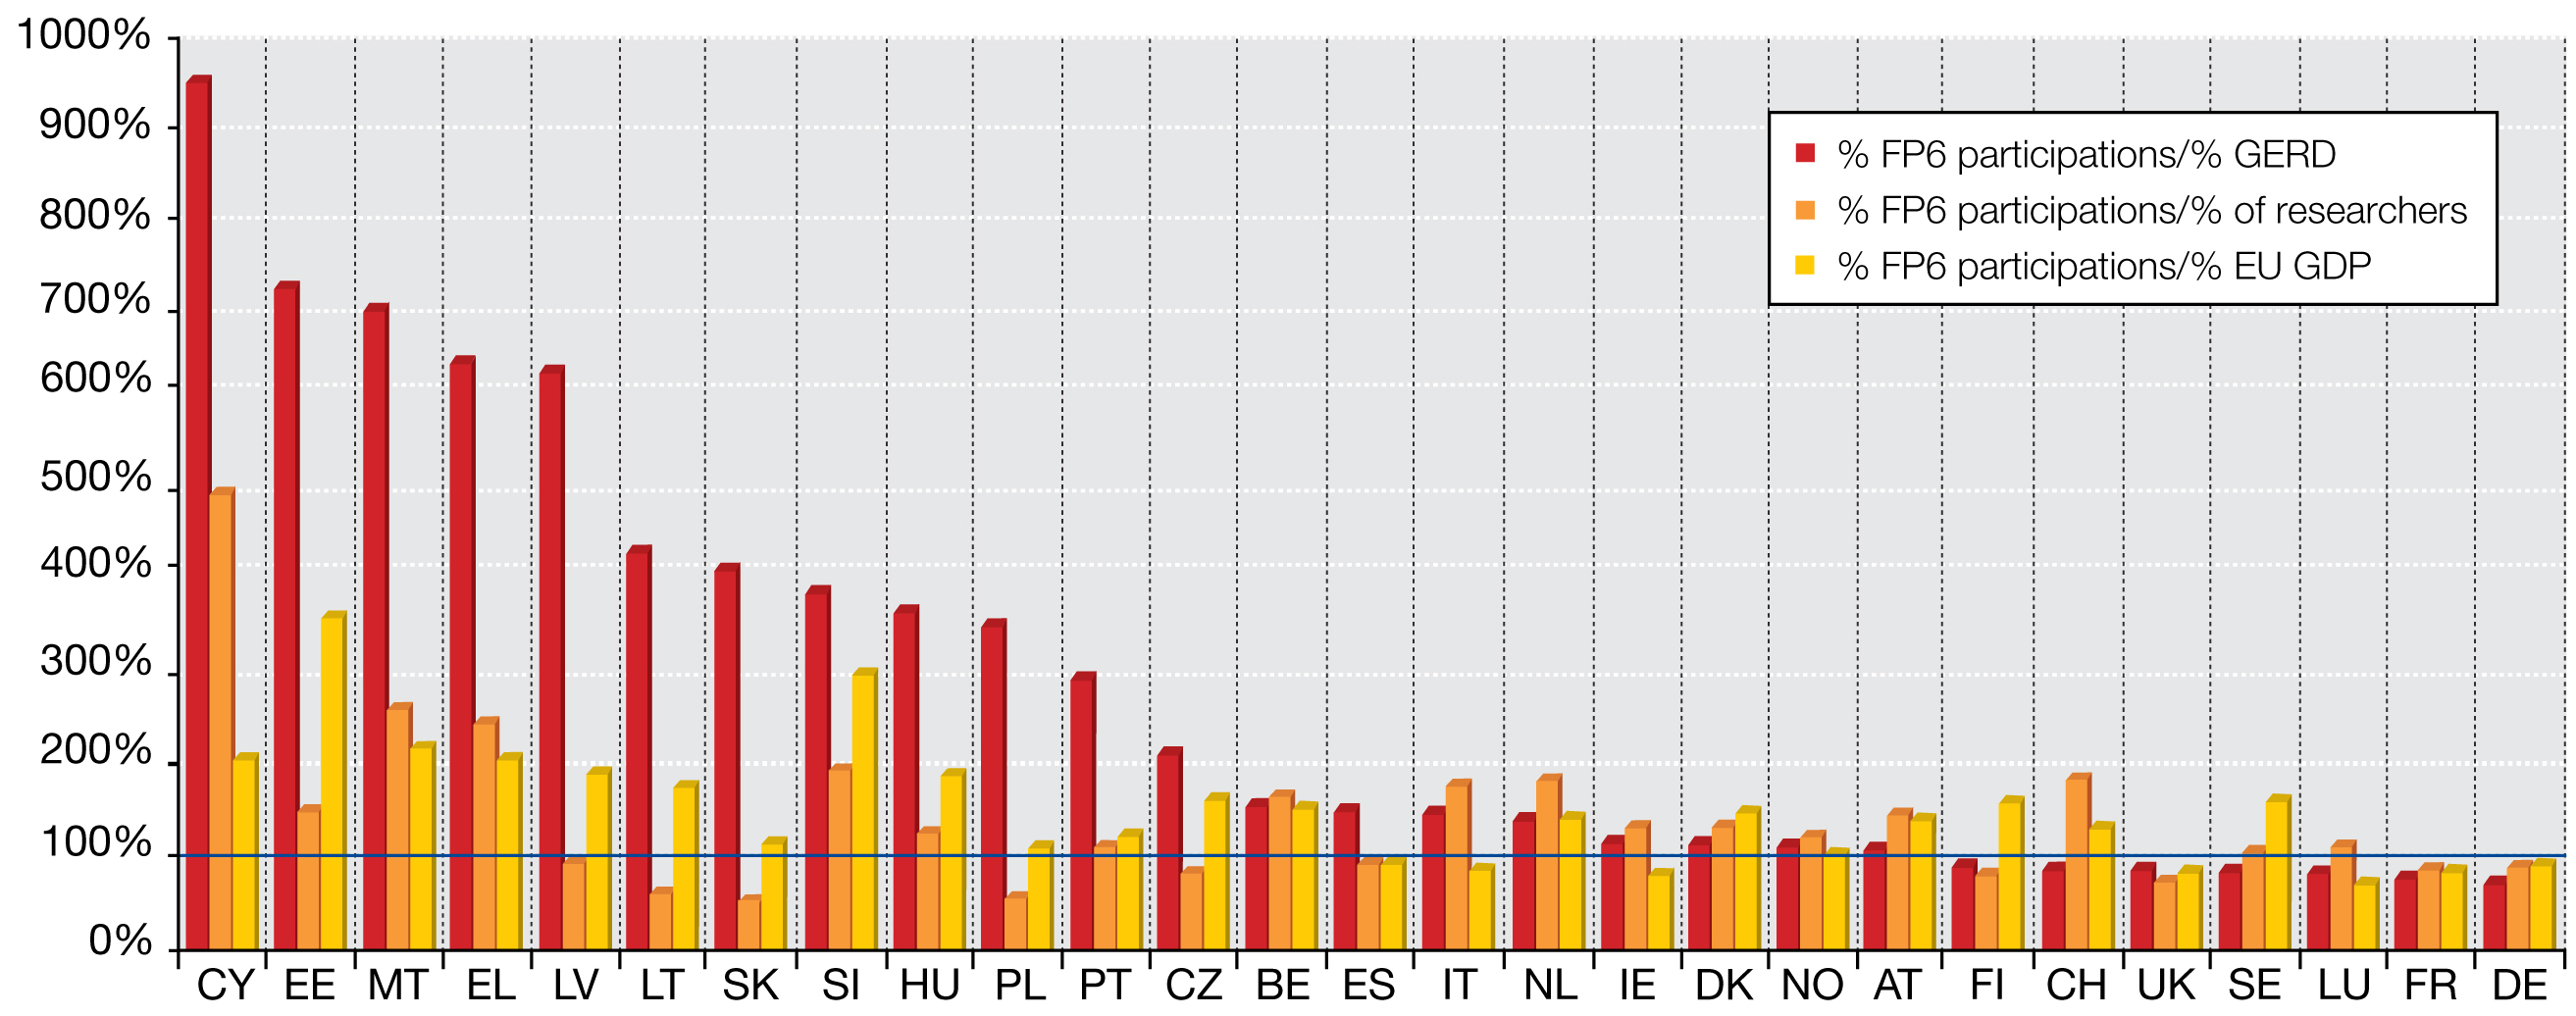 1000%
900%
800%
700%
600%
500%
400%
300%
200%
100%
0%
% FP6 participations/% GERD
% FP6 participations/% of researchers
% FP6 participations/% EU GDP
CY EE MT EL LV LT SK SI HU PL PT CZ BE ES IT NL IE DK NO AT FI CH UK SE LU FR DE